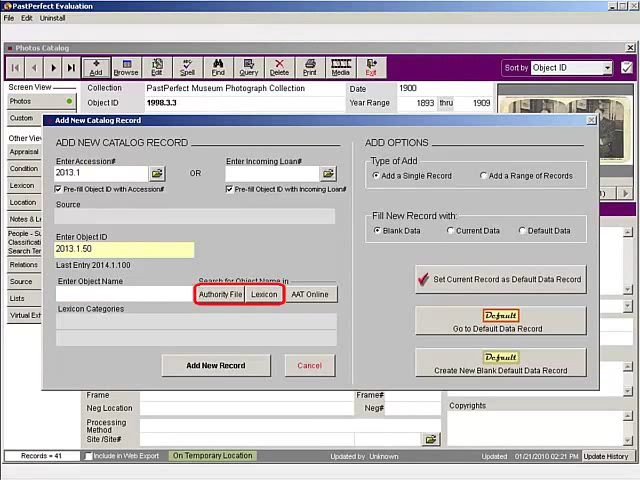 PastPerfect Evaluation
File Edit Uninstall
Photos Catalog
Add Browse Edit Spell Find Query Delete Print Media Exit
Sort by Object ID
Screen View
Photos
Custom
Other View
Appraisal
Condition
Lexicon
Location
Notes & L
People - Su
Classificati
Search Ter
Relations
Source
Lists
Virtual Exh
Collection PastPerfect Museum Photograph Collection
Object ID 1998.3.3
Date 1900
Year Range 1893 thru 1909
Add New Catalog Record
ADD NEW CATALOG RECORD
Enter Accession#
2013.1
OR
Enter Incoming Loan#
Pre-fill Object ID with Accession#
Pre-fill Object ID with Incoming Loan#
Source
Enter Object ID
2013.1.50
Last Entry 2014.1.100
Enter Object Name
Search for Object Name in
Authority File Lexicon AAT Online
Lexicon Categories
Add New Record Cancel
ADD OPTIONS
Type of Add
Add a Single Record Add a Range of Records
Fill New Record with:
Blank Data Current Data Default Data
Set Current Record as Default Data Record
Default
Go to Default Data Record
Default
Create New Blank Default Data Record
Frame Frame#
Neg Location Neg#
Processing
Method
Site /Site#
Copyrights
Records = 41 Include in Web Export On Temporary Location Updated by Unknown Updated 01/21/2010 02:21 PM Update History